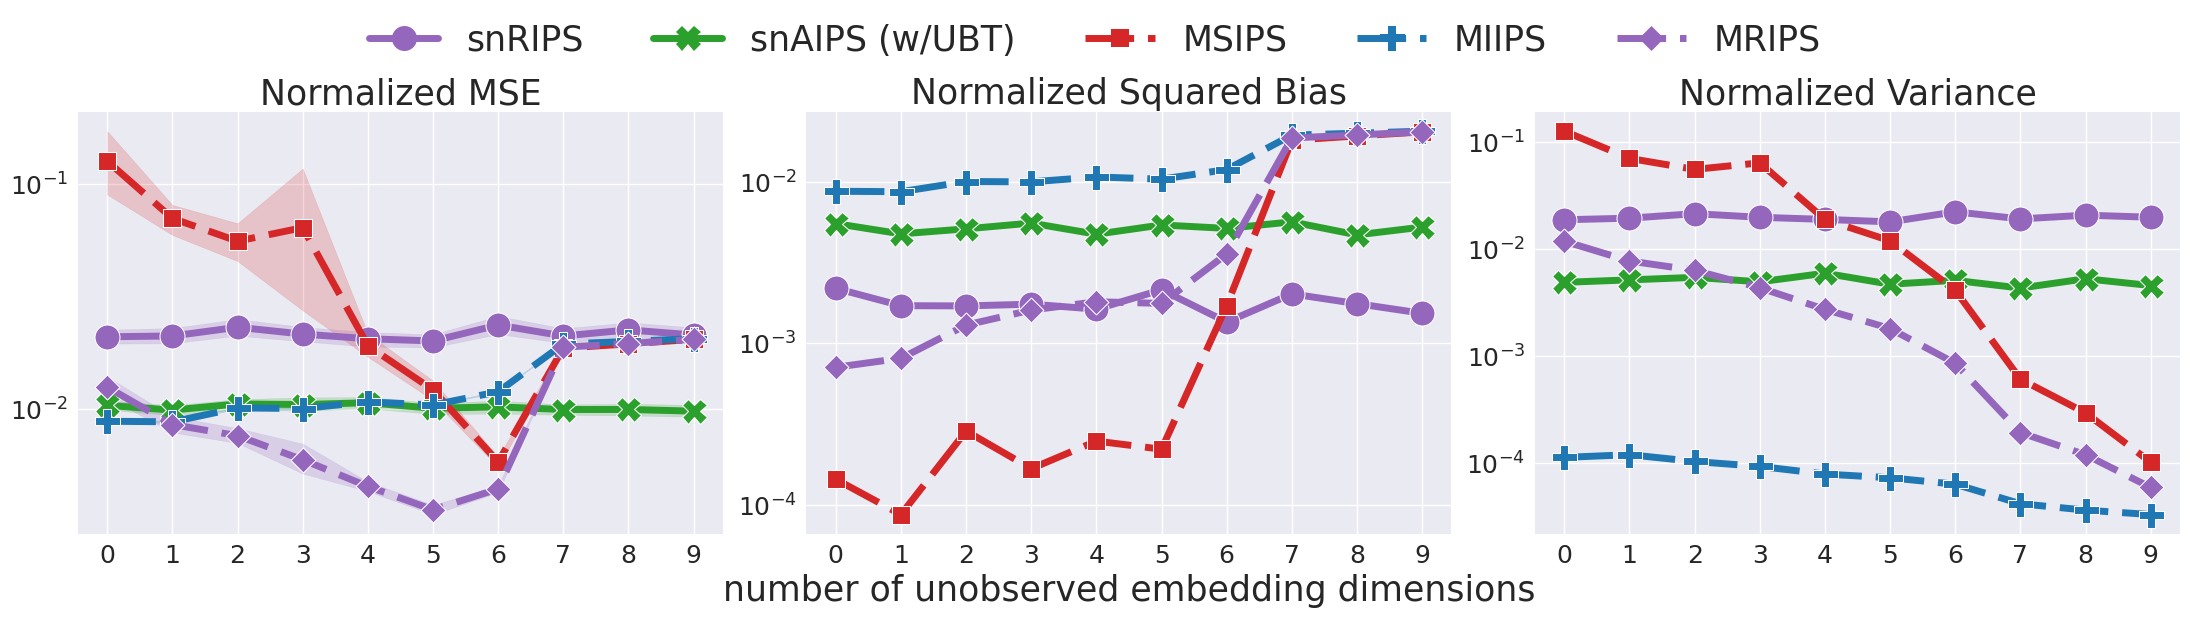 snRIPS snAIPS (w/UBT) MSIPS MIIPS MRIPS
Normalized MSE Normalized Squared Bias Normalized Variance
10⁻¹
10⁻²
0 1 2 3 4 5 6 7 8 9
10⁻²
10⁻³
10⁻⁴
0 1 2 3 4 5 6 7 8 9
10⁻¹
10⁻²
10⁻³
10⁻⁴
0 1 2 3 4 5 6 7 8 9
number of unobserved embedding dimensions